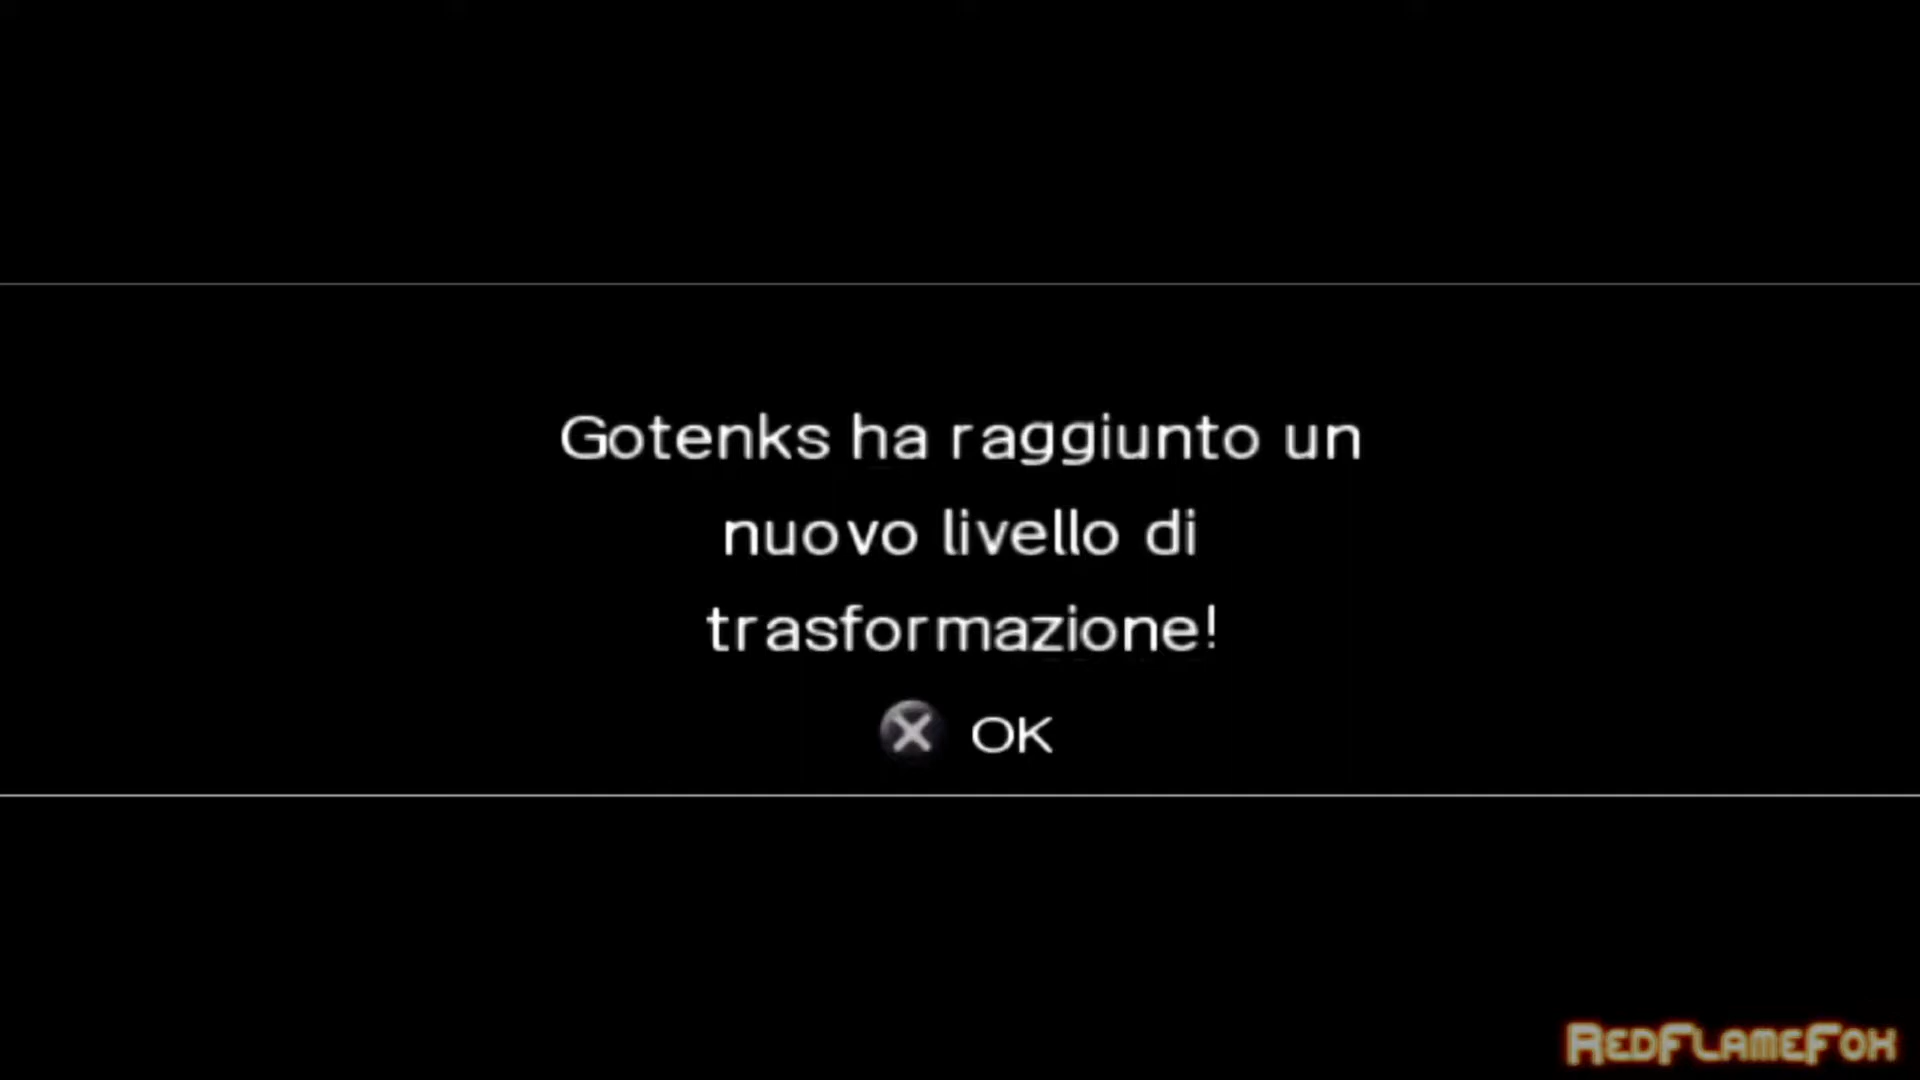 Gotenks ha raggiunto un
nuovo livello di
trasformazione!
OK
RedFlameFox